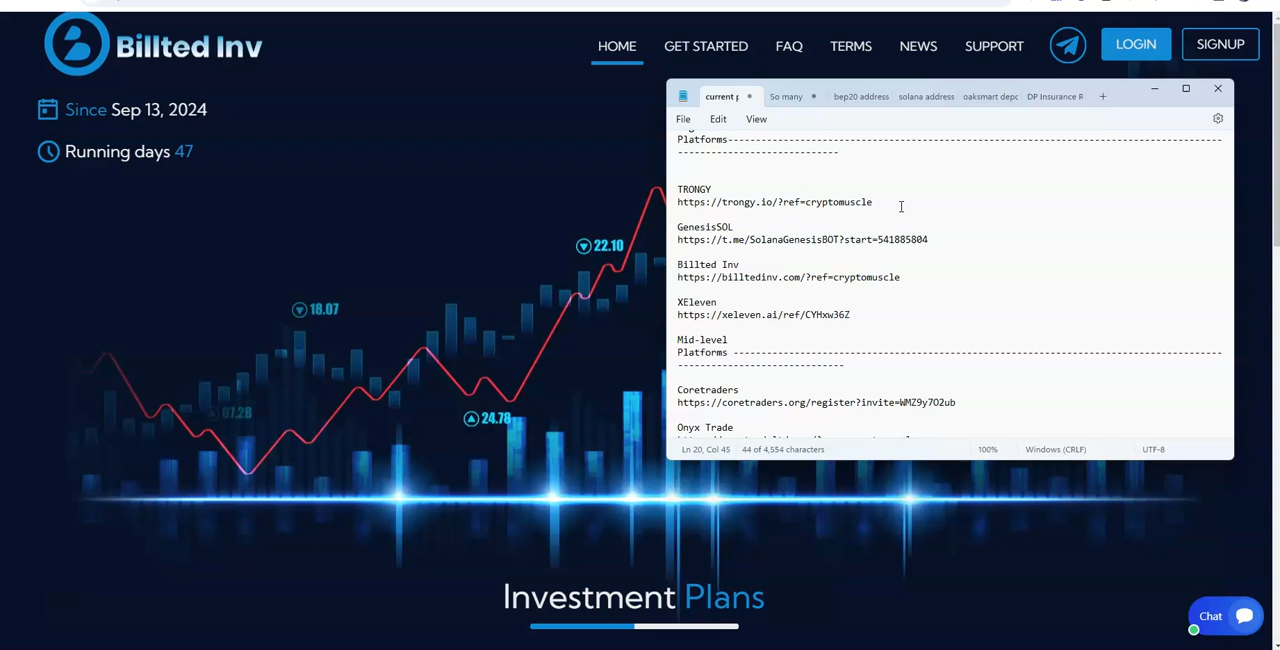 Billted Inv
HOME
GET STARTED
FAQ
TERMS
NEWS
SUPPORT
LOGIN
SIGNUP
Since Sep 13, 2024
Running days 47
22.10
18.07
07.28
24.78
Investment Plans
Chat
current p
So many
bep20 address
solana address
oaksmart depo
DP Insurance R
File
Edit
View
Platforms---------------------------------------------------------------------------------------
----------------------------
TRONGY
https://trongy.io/?ref=cryptomuscle
GenesisSOL
https://t.me/SolanaGenesisBOT?start=541885804
Billted Inv
https://billtedinv.com/?ref=cryptomuscle
XEleven
https://xeleven.ai/ref/CYHxw36Z
Mid-level
Platforms --------------------------------------------------------------------------------------
-----------------------------
Coretraders
https://coretraders.org/register?invite=WMZ9y7O2ub
Onyx Trade
Ln 20, Col 45
44 of 4,554 characters
100%
Windows (CRLF)
UTF-8